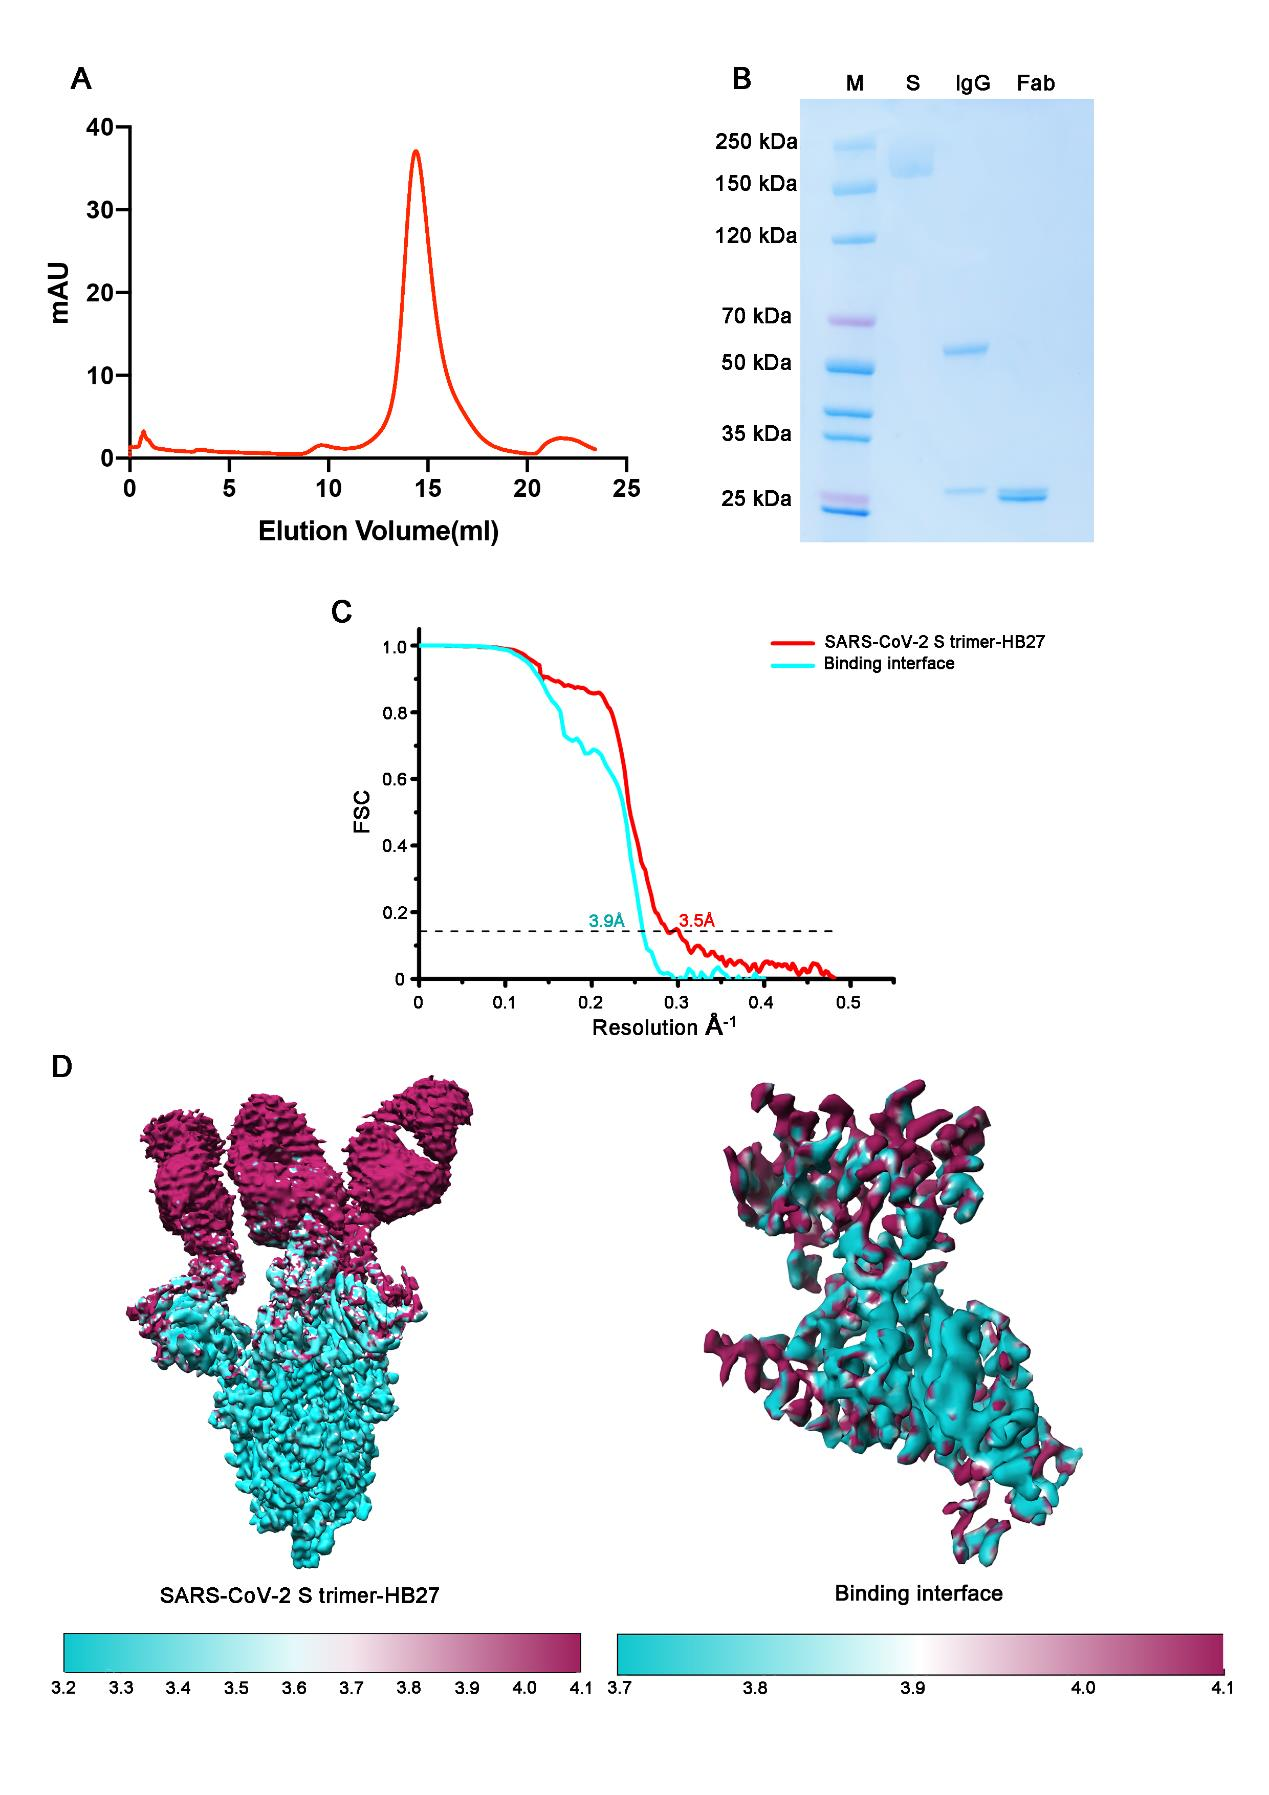 A
40
30
20
10
0
mAU
0 5 10 15 20 25
Elution Volume(ml)
B
M S IgG Fab
250 kDa
150 kDa
120 kDa
70 kDa
50 kDa
35 kDa
25 kDa
C
SARS-CoV-2 S trimer-HB27
Binding interface
1.0
0.8
0.6
0.4
0.2
0
FSC
3.9Å 3.5Å
0 0.1 0.2 0.3 0.4 0.5
Resolution Å-1
D
SARS-CoV-2 S trimer-HB27
3.2 3.3 3.4 3.5 3.6 3.7 3.8 3.9 4.0 4.1
Binding interface
3.7 3.8 3.9 4.0 4.1